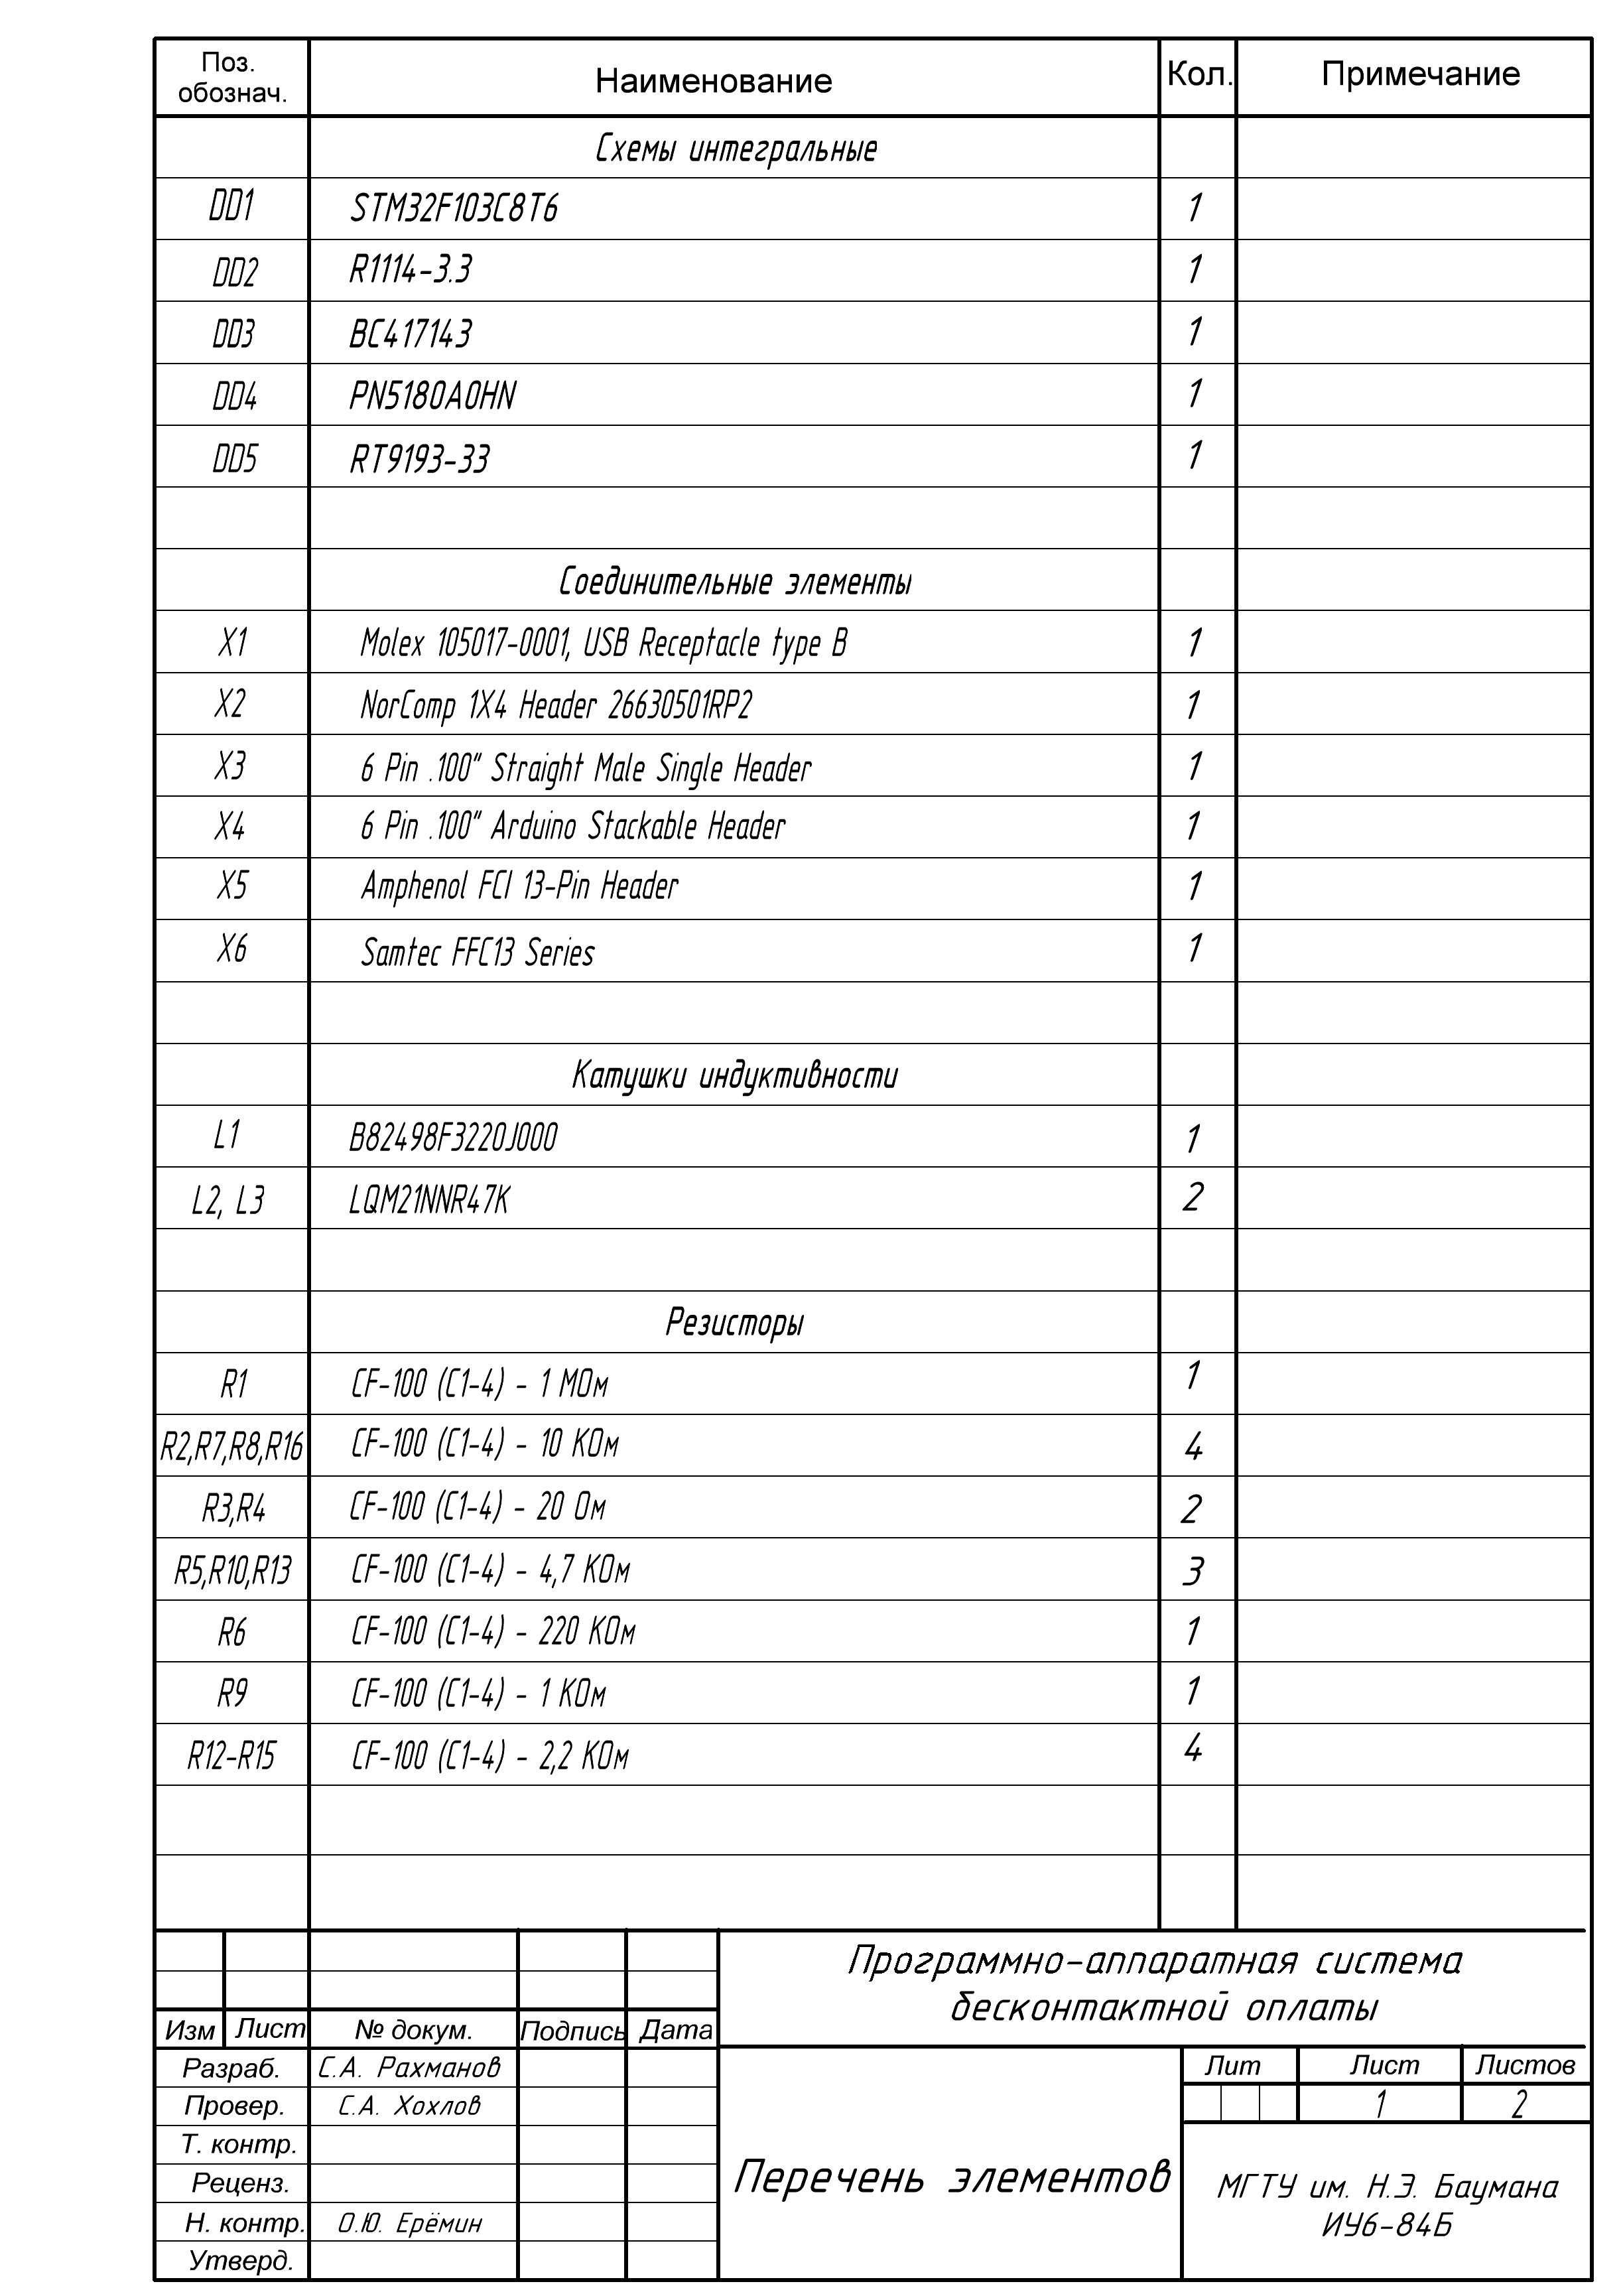 Поз. обознач. Наименование Кол. Примечание
Схемы интегральные
DD1 STM32F103C8T6 1
DD2 R1114-3.3 1
DD3 BC417143 1
DD4 PN5180A0HN 1
DD5 RT9193-33 1
Соединительные элементы
X1 Molex 105017-0001, USB Receptacle type B 1
X2 NorComp 1X4 Header 26630501RP2 1
X3 6 Pin .100" Straight Male Single Header 1
X4 6 Pin .100" Arduino Stackable Header 1
X5 Amphenol FCI 13-Pin Header 1
X6 Samtec FFC13 Series 1
Катушки индуктивности
L1 B82498F3220J000 1
L2, L3 LQM21NNR47K 2
Резисторы
R1 CF-100 (C1-4) - 1 МОм 1
R2,R7,R8,R16 CF-100 (C1-4) - 10 КОм 4
R3,R4 CF-100 (C1-4) - 20 Ом 2
R5,R10,R13 CF-100 (C1-4) - 4,7 КОм 3
R6 CF-100 (C1-4) - 220 КОм 1
R9 CF-100 (C1-4) - 1 КОм 1
R12-R15 CF-100 (C1-4) - 2,2 КОм 4
Программно-аппаратная система
бесконтактной оплаты
Изм Лист № докум. Подпись Дата
Разраб. С.А. Рахманов
Провер. С.А. Хохлов
Т. контр.
Реценз.
Н. контр. О.Ю. Ерёмин
Утверд.
Перечень элементов
Лит Лист Листов
1 2
МГТУ им. Н.Э. Баумана
ИУ6-84Б